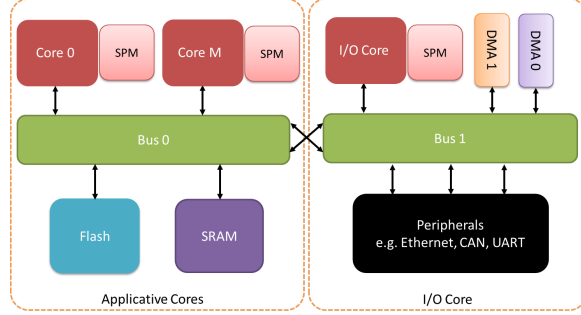 Core 0
SPM
Core M
SPM
I/O Core
SPM
DMA 1
DMA 0
Bus 0
Bus 1
Flash
SRAM
Peripherals
e.g. Ethernet, CAN, UART
Applicative Cores
I/O Core